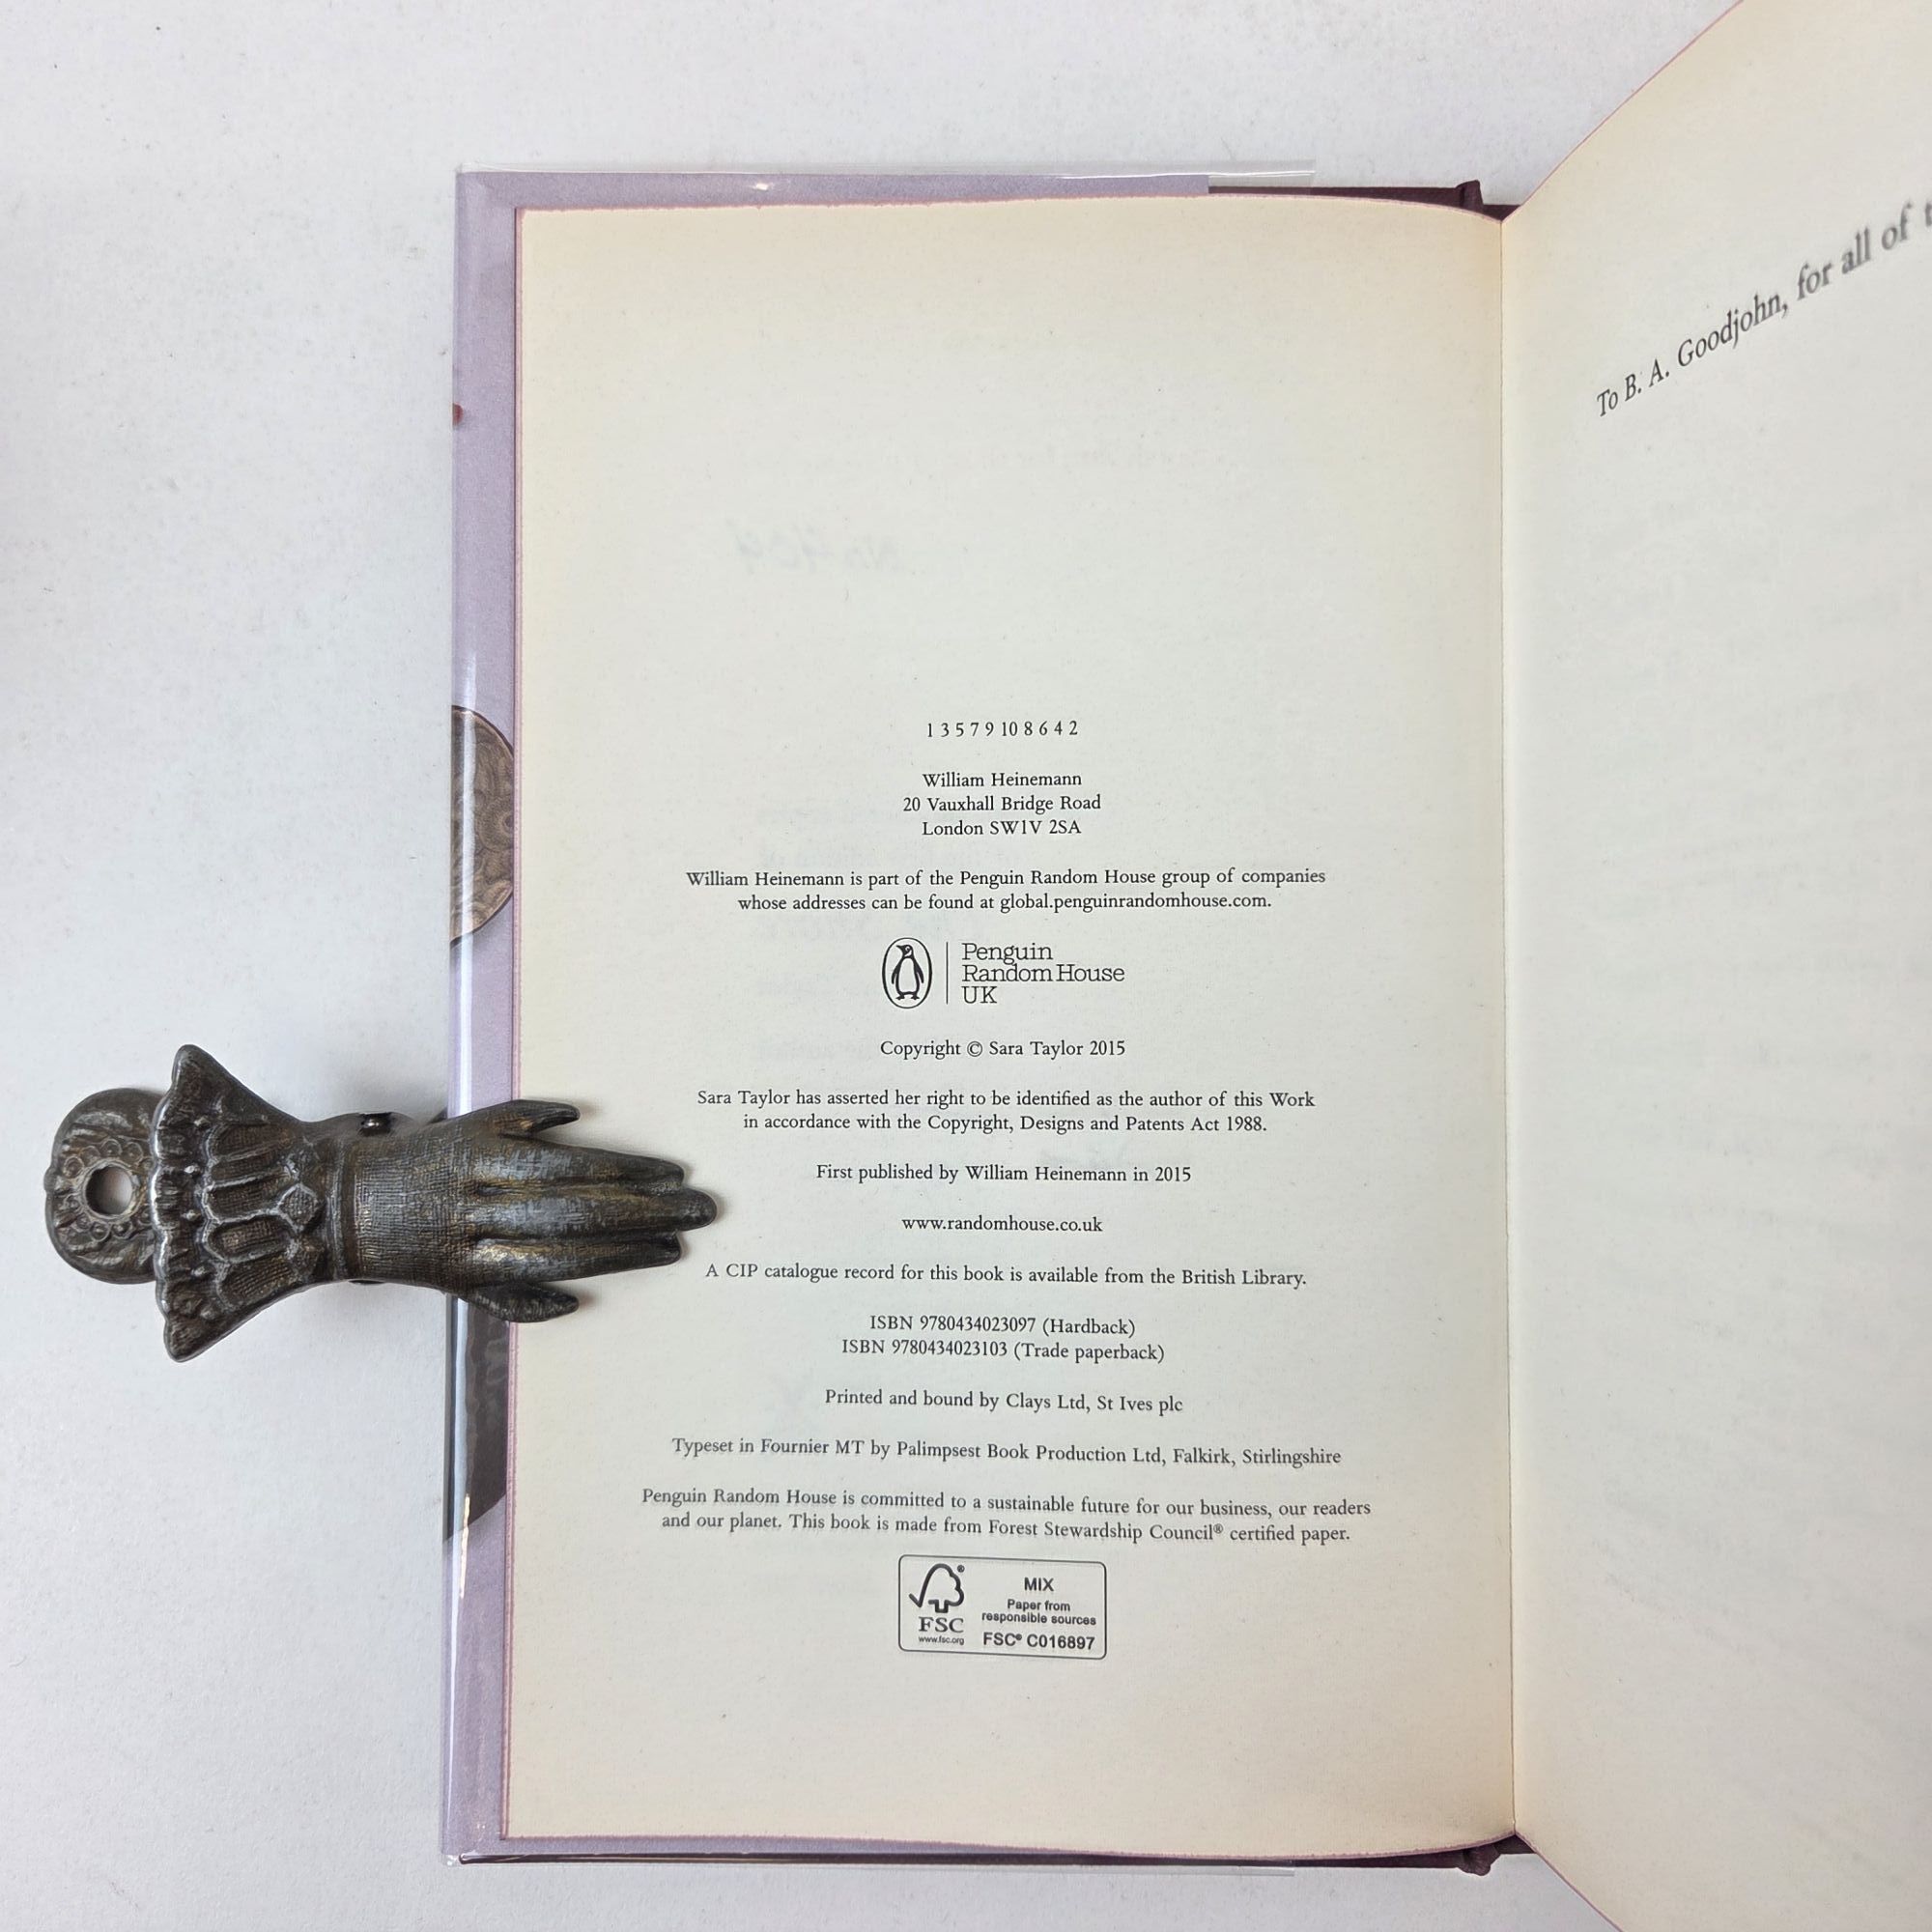 1 3 5 7 9 10 8 6 4 2
William Heinemann
20 Vauxhall Bridge Road
London SW1V 2SA
William Heinemann is part of the Penguin Random House group of companies
whose addresses can be found at global.penguinrandomhouse.com.
Penguin
Random House
UK
Copyright © Sara Taylor 2015
Sara Taylor has asserted her right to be identified as the author of this Work
in accordance with the Copyright, Designs and Patents Act 1988.
First published by William Heinemann in 2015
www.randomhouse.co.uk
A CIP catalogue record for this book is available from the British Library.
ISBN 9780434023097 (Hardback)
ISBN 9780434023103 (Trade paperback)
Printed and bound by Clays Ltd, St Ives plc
Typeset in Fournier MT by Palimpsest Book Production Ltd, Falkirk, Stirlingshire
Penguin Random House is committed to a sustainable future for our business, our readers
and our planet. This book is made from Forest Stewardship Council® certified paper.
FSC®
www.fsc.org
MIX
Paper from
responsible sources
FSC® C016897
To B. A. Goodjohn, for all of